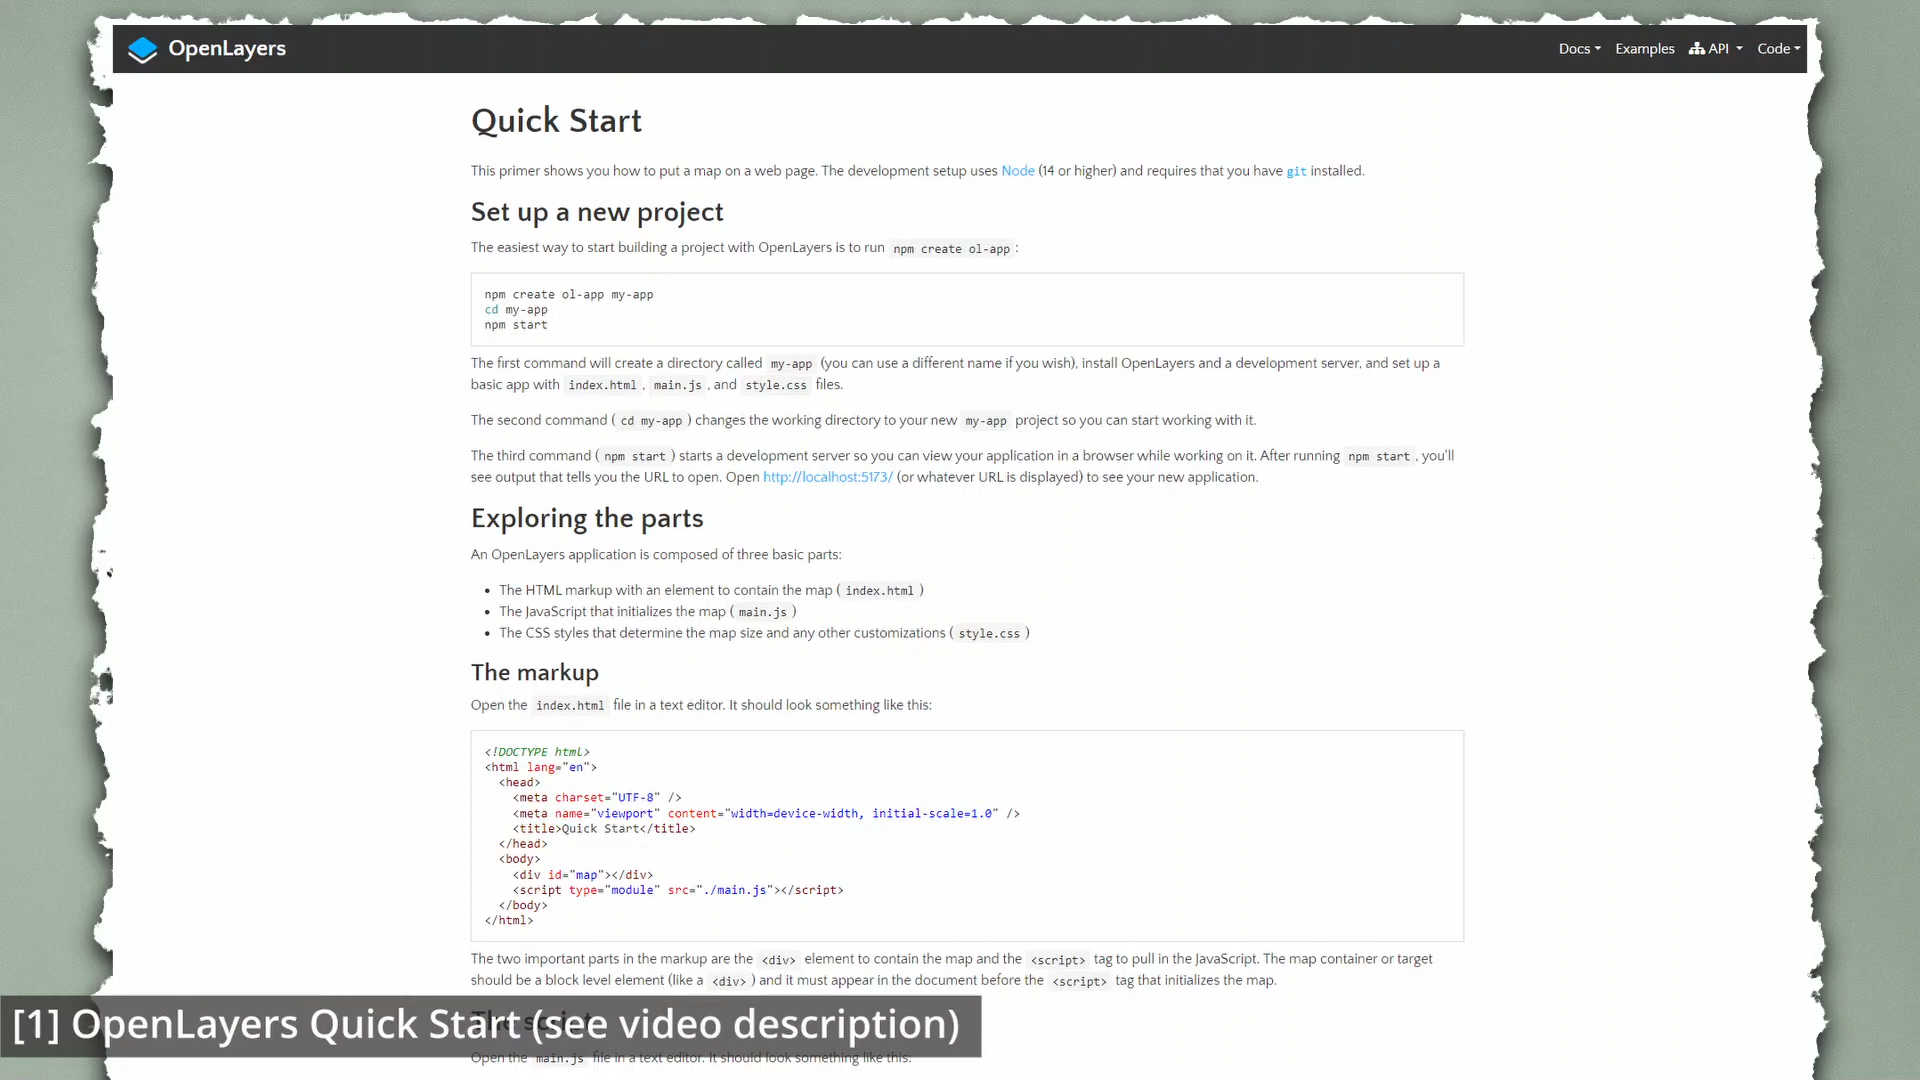 OpenLayers
Docs Examples API Code
Quick Start
This primer shows you how to put a map on a web page. The development setup uses Node (14 or higher) and requires that you have git installed.
Set up a new project
The easiest way to start building a project with OpenLayers is to run npm create ol-app :
npm create ol-app my-app
cd my-app
npm start
The first command will create a directory called my-app (you can use a different name if you wish), install OpenLayers and a development server, and set up a
basic app with index.html , main.js , and style.css files.
The second command ( cd my-app ) changes the working directory to your new my-app project so you can start working with it.
The third command ( npm start ) starts a development server so you can view your application in a browser while working on it. After running npm start , you'll
see output that tells you the URL to open. Open http://localhost:5173/ (or whatever URL is displayed) to see your new application.
Exploring the parts
An OpenLayers application is composed of three basic parts:
• The HTML markup with an element to contain the map ( index.html )
• The JavaScript that initializes the map ( main.js )
• The CSS styles that determine the map size and any other customizations ( style.css )
The markup
Open the index.html file in a text editor. It should look something like this:
<!DOCTYPE html>
<html lang="en">
<head>
<meta charset="UTF-8" />
<meta name="viewport" content="width=device-width, initial-scale=1.0" />
<title>Quick Start</title>
</head>
<body>
<div id="map"></div>
<script type="module" src="./main.js"></script>
</body>
</html>
The two important parts in the markup are the <div> element to contain the map and the <script> tag to pull in the JavaScript. The map container or target
should be a block level element (like a <div> ) and it must appear in the document before the <script> tag that initializes the map.
The script
[1] OpenLayers Quick Start (see video description)
Open the main.js file in a text editor. It should look something like this: